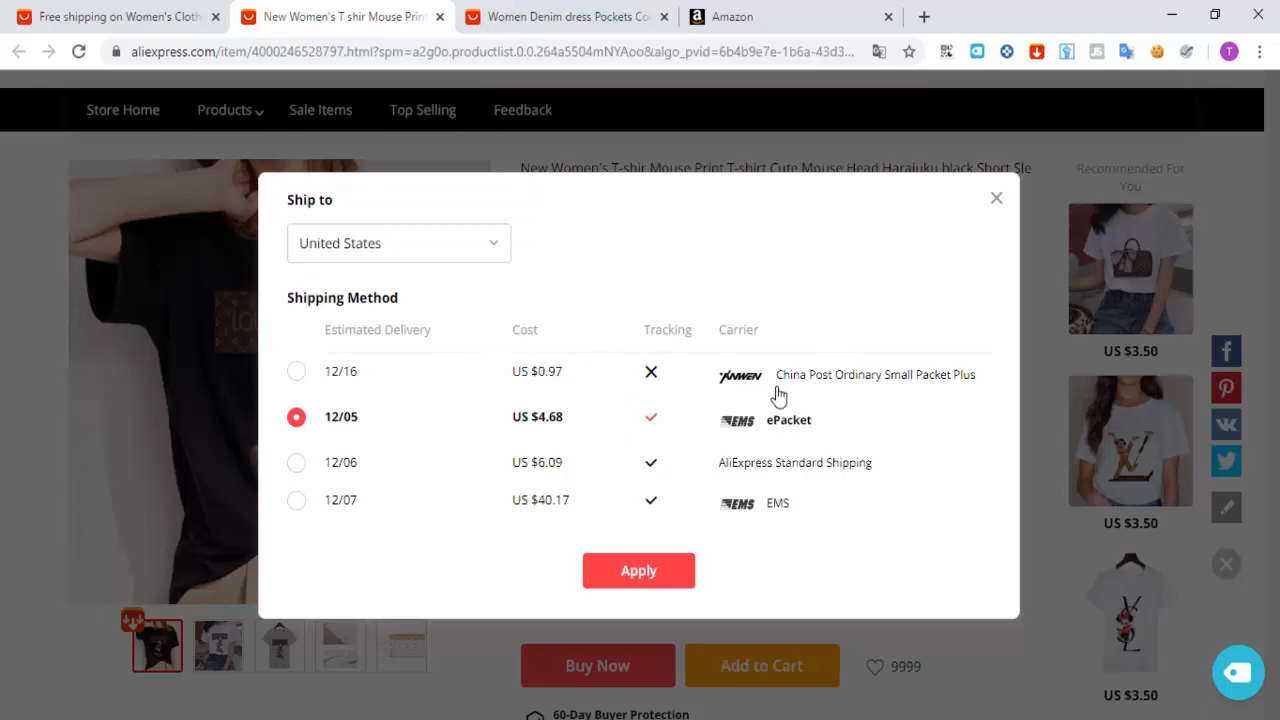 Free shipping on Women's Cloth
New Women's T shir Mouse Print
Women Denim dress Pockets Co
Amazon
aliexpress.com/item/4000246528797.html?spm=a2g0o.productlist.0.0.264a5504mNYAoo&algo_pvid=6b4b9e7e-1b6a-43d3...
T
Store Home Products Sale Items Top Selling Feedback
New Women's T-shir Mouse Print T-shirt Cute Mouse Head Harajuku black Short Sle
Recommended For
You
Ship to
United States
Shipping Method
Estimated Delivery Cost Tracking Carrier
12/16 US $0.97 YANWEN China Post Ordinary Small Packet Plus
12/05 US $4.68 EMS ePacket
12/06 US $6.09 AliExpress Standard Shipping
12/07 US $40.17 EMS EMS
Apply
US $3.50
US $3.50
US $3.50
Buy Now Add to Cart 9999
60-Day Buyer Protection